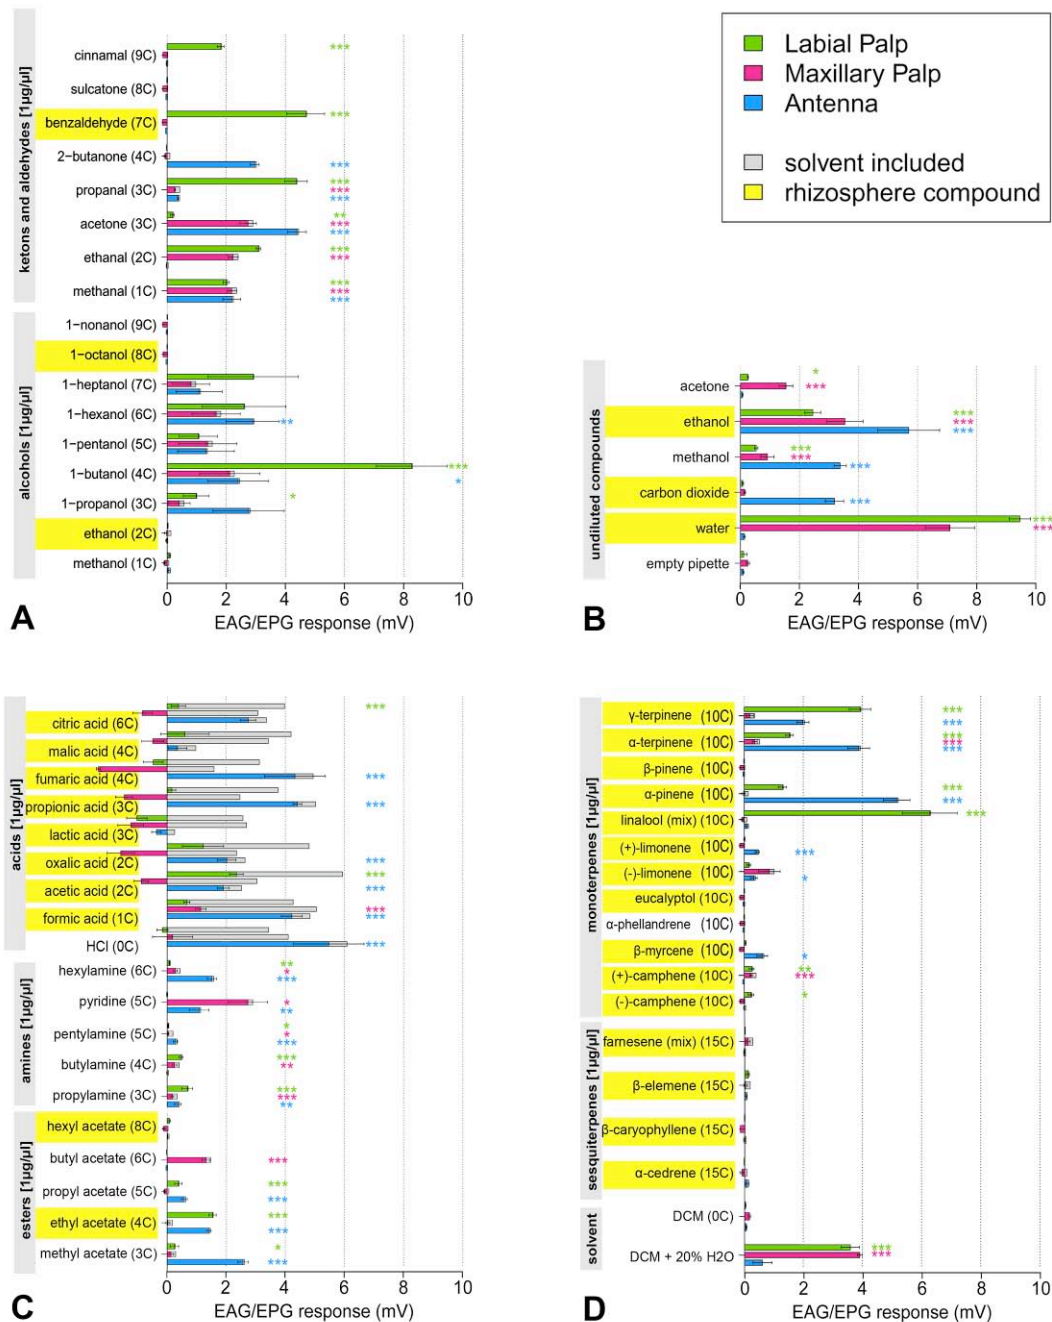 ketons and aldehydes [1µg/µl]
cinnamal (9C)
***
sulcatone (8C)
benzaldehyde (7C)
***
2−butanone (4C)
***
propanal (3C)
***
***
***
acetone (3C)
**
***
***
ethanal (2C)
***
***
methanal (1C)
***
***
***
alcohols [1µg/µl]
1−nonanol (9C)
1−octanol (8C)
1−heptanol (7C)
1−hexanol (6C)
**
1−pentanol (5C)
1−butanol (4C)
***
*
1−propanol (3C)
*
ethanol (2C)
methanol (1C)
0 2 4 6 8 10
EAG/EPG response (mV)
A
Labial Palp
Maxillary Palp
Antenna
solvent included
rhizosphere compound
undiluted compounds
acetone
*
***
ethanol
***
***
***
methanol
***
***
***
carbon dioxide
***
water
***
***
empty pipette
0 2 4 6 8 10
EAG/EPG response (mV)
B
acids [1µg/µl]
citric acid (6C)
***
malic acid (4C)
fumaric acid (4C)
***
propionic acid (3C)
***
lactic acid (3C)
oxalic acid (2C)
***
acetic acid (2C)
***
***
formic acid (1C)
***
***
HCl (0C)
***
amines [1µg/µl]
hexylamine (6C)
**
*
***
pyridine (5C)
*
**
pentylamine (5C)
*
*
***
butylamine (4C)
***
**
propylamine (3C)
***
***
**
esters [1µg/µl]
hexyl acetate (8C)
butyl acetate (6C)
***
propyl acetate (5C)
***
***
ethyl acetate (4C)
***
***
methyl acetate (3C)
*
***
0 2 4 6 8 10
EAG/EPG response (mV)
C
monoterpenes [1µg/µl]
γ-terpinene (10C)
***
***
α-terpinene (10C)
***
***
***
β-pinene (10C)
α-pinene (10C)
***
***
linalool (mix) (10C)
***
(+)-limonene (10C)
***
(-)-limonene (10C)
*
eucalyptol (10C)
α-phellandrene (10C)
β-myrcene (10C)
*
(+)-camphene (10C)
**
***
(-)-camphene (10C)
*
sesquiterpenes [1µg/µl]
farnesene (mix) (15C)
β-elemene (15C)
β-caryophyllene (15C)
α-cedrene (15C)
solvent
DCM (0C)
DCM + 20% H2O
***
***
0 2 4 6 8 10
EAG/EPG response (mV)
D